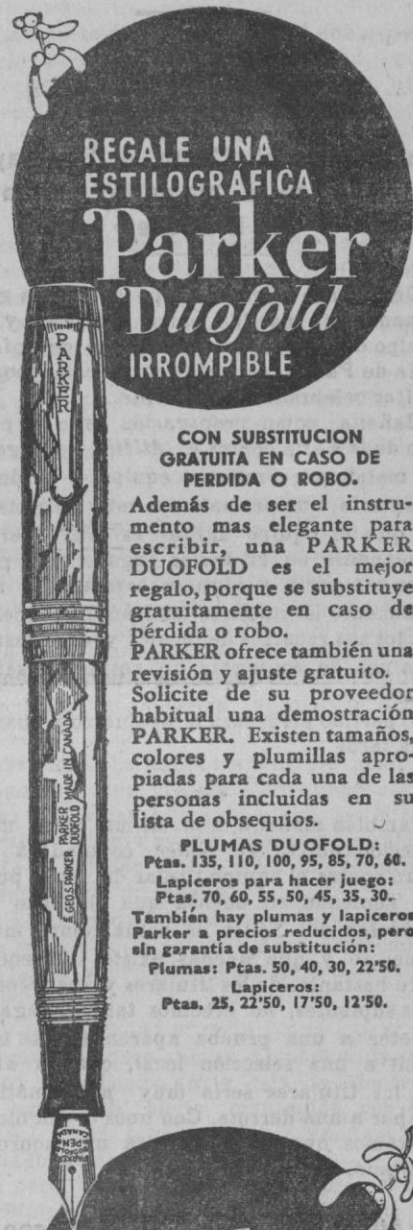 REGALE UNA
ESTILOGRÁFICA
Parker
Duofold
IRROMPIBLE
CON SUBSTITUCION
GRATUITA EN CASO DE
PERDIDA O ROBO.
Además de ser el instru-
mento mas elegante para
escribir, una PARKER
DUOFOLD es el mejor
regalo, porque se substituye
gratuitamente en caso de
pérdida o robo.
PARKER ofrece también una
revisión y ajuste gratuito.
Solicite de su proveedor
habitual una demostración
PARKER. Existen tamaños,
colores y plumillas apro-
piadas para cada una de las
personas incluidas en su
lista de obsequios.
PLUMAS DUOFOLD:
Ptas. 135, 110, 100, 95, 85, 70, 60.
Lapiceros para hacer juego:
Ptas. 70, 60, 55, 50, 45, 35, 30.
También hay plumas y lapiceros
Parker a precios reducidos, pero
sin garantía de substitución:
Plumas: Ptas. 50, 40, 30, 22'50.
Lapiceros:
Ptas. 25, 22'50, 17'50, 12'50.
PARKER
GEO.S. PARKER
DUOFOLD
PARKER
MADE IN CANADA
PARKER
DUOFOLD
PEN
CANADA